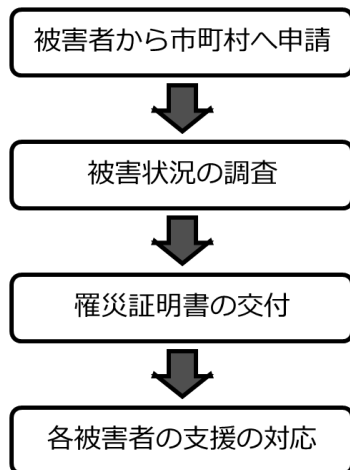 被害者から市町村へ申請
被害状況の調査
罹災証明書の交付
各被害者の支援の対応